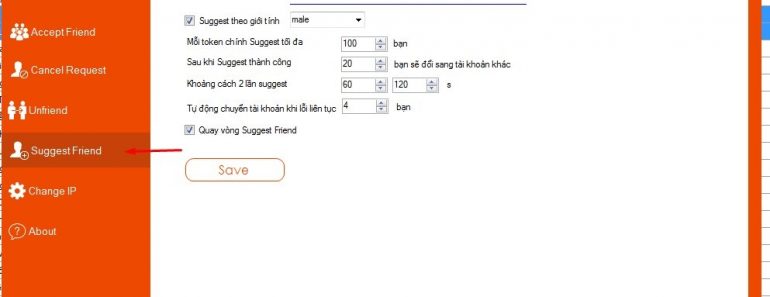 Accept Friend
Cancel Request
Unfriend
Suggest Friend
Change IP
About
Suggest theo giới tính male
Mỗi token chính Suggest tối đa 100 bạn
Sau khi Suggest thành công 20 bạn sẽ đổi sang tài khoản khác
Khoảng cách 2 lần suggest 60 120 s
Tự động chuyển tài khoản khi lỗi liên tục 4 bạn
Quay vòng Suggest Friend
Save